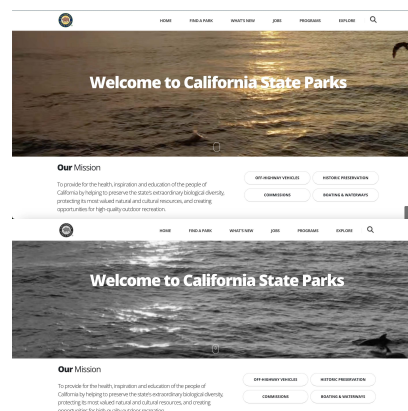 HOME FIND A PARK WHAT'S NEW JOBS PROGRAMS EXPLORE
Welcome to California State Parks
Our Mission
To provide for the health, inspiration and education of the people of
California by helping to preserve the state's extraordinary biological diversity,
protecting its most valued natural and cultural resources, and creating
opportunities for high-quality outdoor recreation.
OFF-HIGHWAY VEHICLES HISTORIC PRESERVATION
COMMISSIONS BOATING & WATERWAYS
HOME FIND A PARK WHAT'S NEW JOBS PROGRAMS EXPLORE
Welcome to California State Parks
Our Mission
To provide for the health, inspiration and education of the people of
California by helping to preserve the state's extraordinary biological diversity,
protecting its most valued natural and cultural resources, and creating
opportunities for high-quality outdoor recreation.
OFF-HIGHWAY VEHICLES HISTORIC PRESERVATION
COMMISSIONS BOATING & WATERWAYS